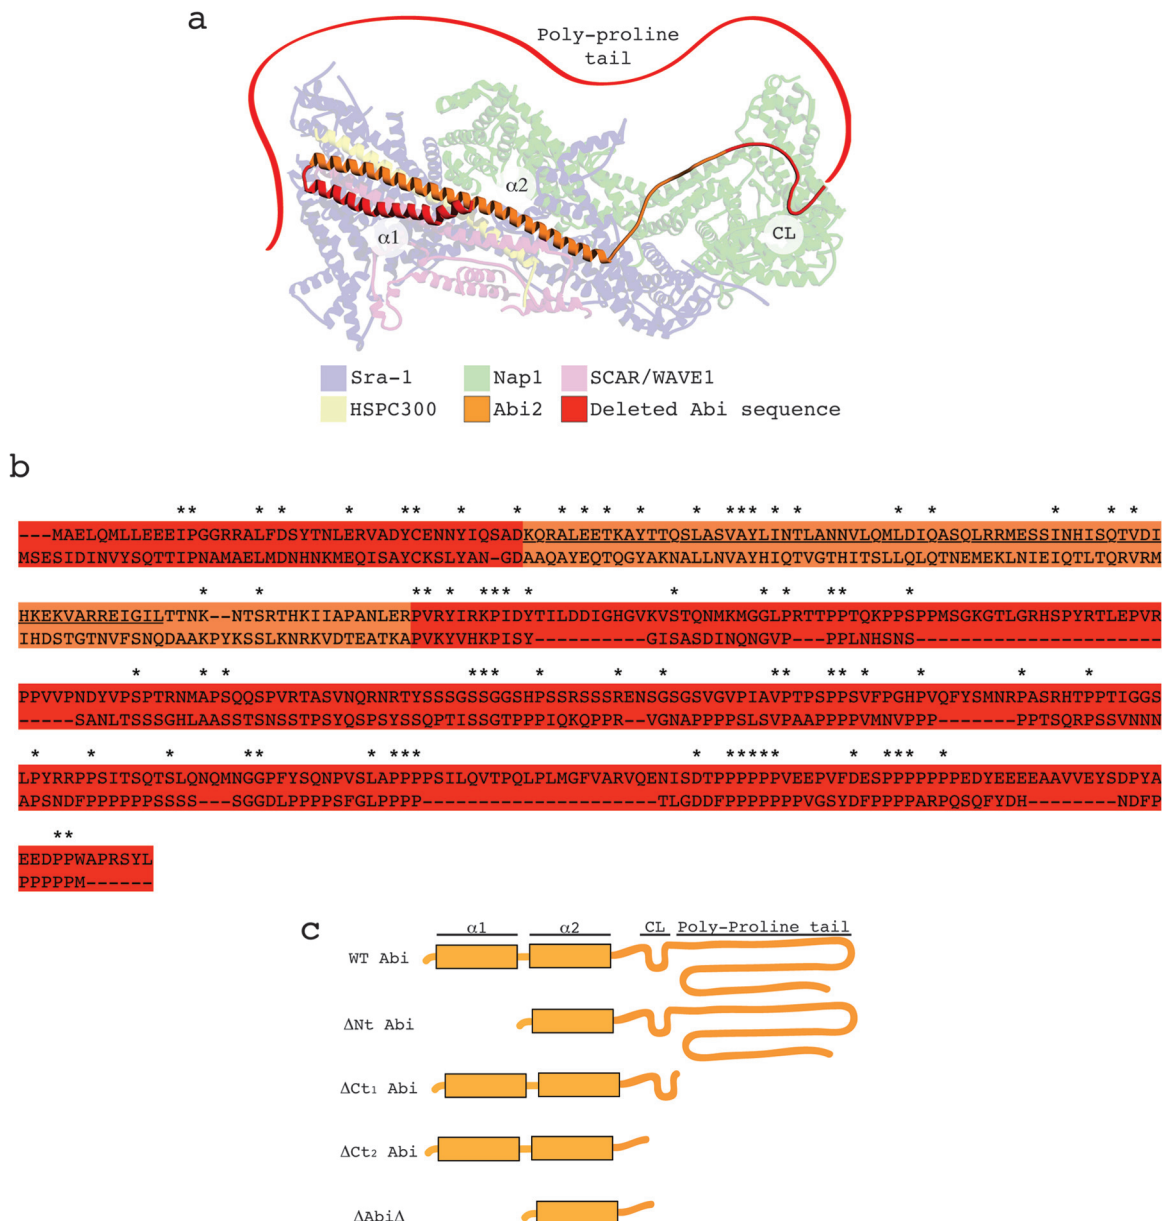 a
Poly-proline
tail
α2
α1
CL
Sra-1
Nap1
SCAR/WAVE1
HSPC300
Abi2
Deleted Abi sequence
b
** * * * ** * * * * * * *** * * * * * * *
---MAELQMLLEEEIPGGRRALFDSYTNLERVADYCENNYIQSADKQRALEETKAYTTQSLASVAYLINTLANNVLQMLDIQASQLRRMESSINHISQTVDI
MSESIDINVYSQTTIPNAMAELMDNHNKMEQISAYCKSLYAN-GDAAQAYEQTQGYAKNALLNVAYHINTVGTHITSLLQLQTNEMEKLNIEIQTLTQRVRM
* * ** * *** * * * * ** *
HKEKVARREIGILTTNK--NTSRTHKIIAPANLERPVRYIRKPIDYTILDDIGHGVKVSTQNMKMGGLPRTTPPTQKPPSPPMSGKGTLGRHSPYRTLEPVR
IHDSTGTNVFSNQDAAKPYKSSLKNRKVDTEATKAPVKYVHKPISY----------GISASDINQNGVP---PPLNHSNS----------------------
* * * *** * * * ** ** * * * *
PPVVPNDYVPSPTRNMAPSQQSPVRTASVNQRNRTYSSSGSSGGSHPSSRSSSRENSGSGSVGVPIAVPTPSPPSVFPGHPVQFYSMNRPASRHTPPTIGGS
-----SANLTSSSGHLAASSTSNSSTPSYQSPSYSSQPTISSGTPPPIQKQPPR--VGNAPPPPSLSVPAAPPPPVMNVPPP-------PPTSQRPSSVNNN
* * * ** * *** * ***** * *** *
LPYRRPPSITSQTSLQNQMNGGPFYSQNPVSLAPPPPSILQVTPQLPLMGFVARVQENISDTPPPPPPVEEPVFDESPPPPPPPEDYEEEEAAVVEYSDPYA
APSNDFPPPPPPSSSS---SGGDLPPPPSFGLPPPP---------------------TLGDDFPPPPPPPVGSYDFPPPPARPQSQFYDH--------NDFP
**
EEDPPWAPRSYL
PPPPPM------
c
α1
α2
CL
Poly-Proline tail
WT Abi
ΔNt Abi
ΔCt1 Abi
ΔCt2 Abi
ΔAbiΔ